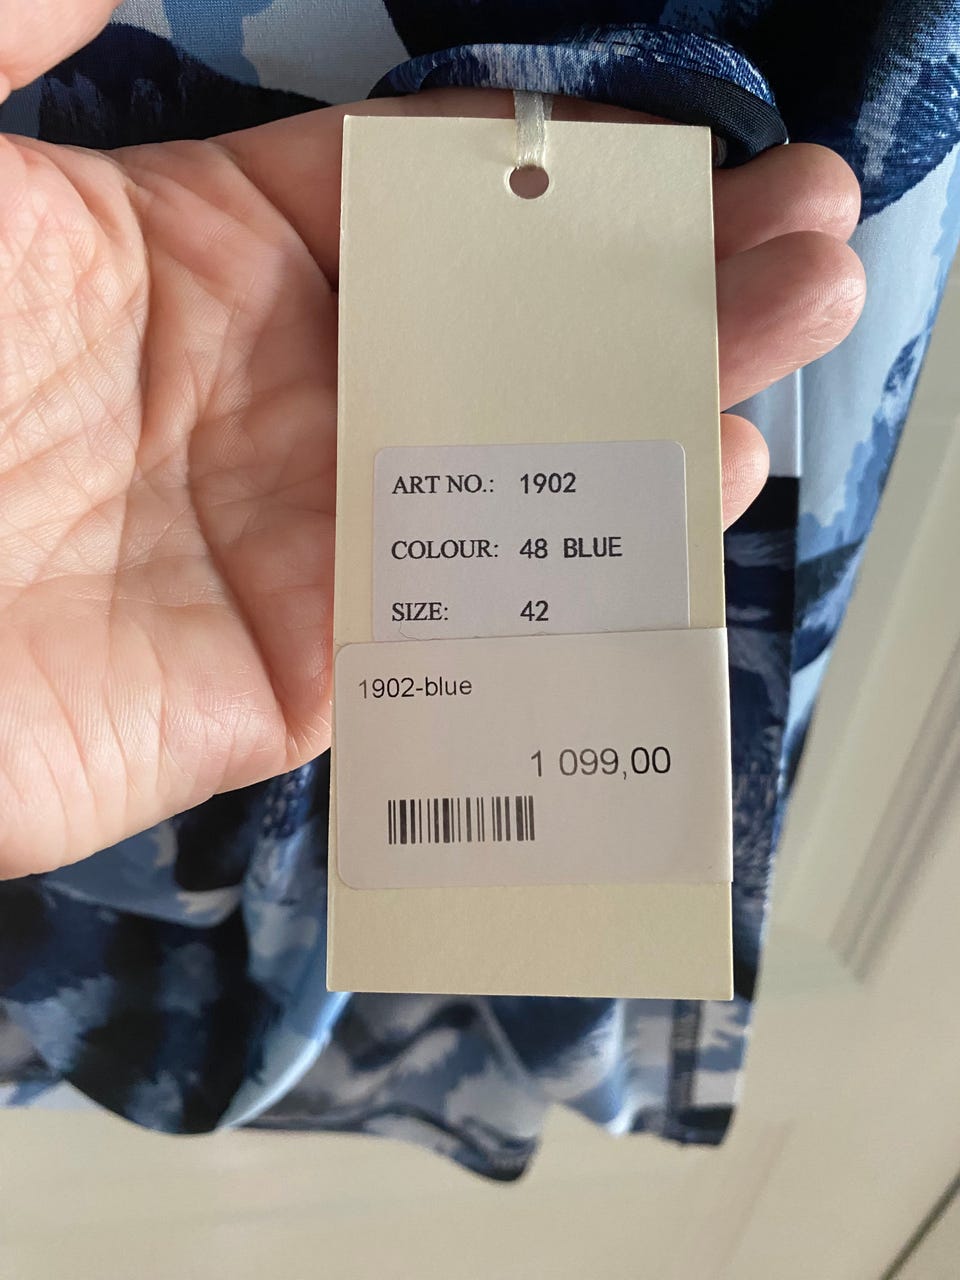 ART NO.: 1902
COLOUR: 48 BLUE
SIZE: 42
1902-blue
1 099,00